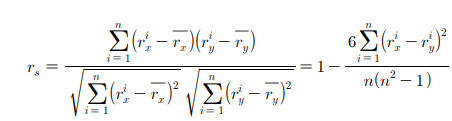 r_s = \frac{\sum_{i=1}^{n}(r_x^i - \overline{r_x})(r_y^i - \overline{r_y})}{\sqrt{\sum_{i=1}^{n}(r_x^i - \overline{r_x})^2}\sqrt{\sum_{i=1}^{n}(r_y^i - \overline{r_y})^2}} = 1 - \frac{6\sum_{i=1}^{n}(r_x^i - r_y^i)^2}{n(n^2 - 1)}